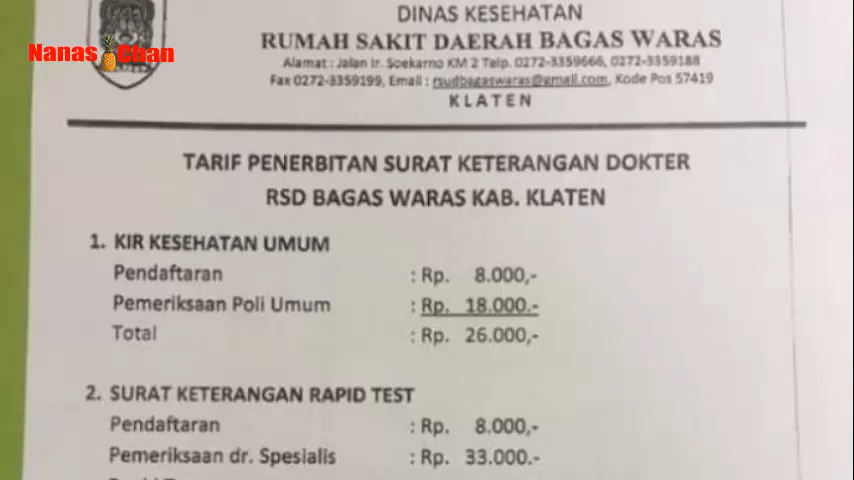 Nanas Chan
DINAS KESEHATAN
RUMAH SAKIT DAERAH BAGAS WARAS
Alamat : Jalan Ir. Soekarno KM 2 Telp. 0272-3359666, 0272-3359188
Fax 0272-3359199, Email : rsudbagaswaras@gmail.com, Kode Pos 57419
KLATEN
TARIF PENERBITAN SURAT KETERANGAN DOKTER
RSD BAGAS WARAS KAB. KLATEN
1. KIR KESEHATAN UMUM
Pendaftaran : Rp. 8.000,-
Pemeriksaan Poli Umum : Rp. 18.000.-
Total : Rp. 26.000,-
2. SURAT KETERANGAN RAPID TEST
Pendaftaran : Rp. 8.000,-
Pemeriksaan dr. Spesialis : Rp. 33.000.-